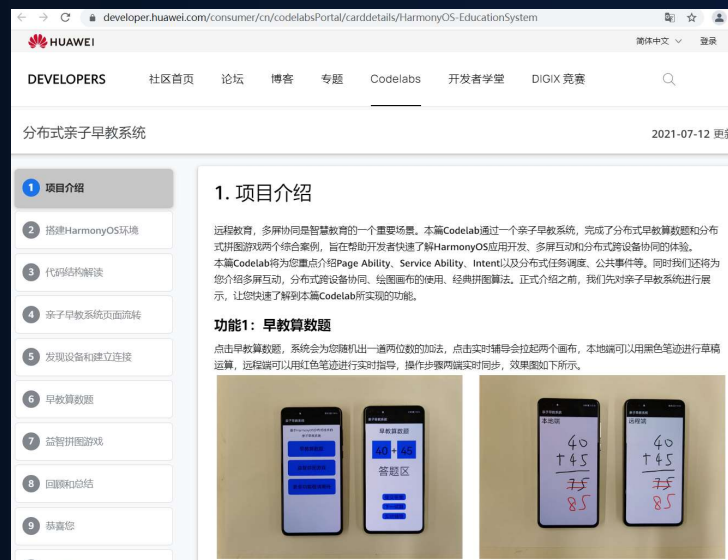 developer.huawei.com/consumer/cn/codelabsPortal/carddetails/HarmonyOS-EducationSystem
HUAWEI
简体中文
登录
DEVELOPERS
社区首页
论坛
博客
专题
Codelabs
开发者学堂
DIGIX 竞赛
分布式亲子早教系统
2021-07-12 更新
1 项目介绍
2 搭建HarmonyOS环境
3 代码结构解读
4 亲子早教系统页面流转
5 发现设备和建立连接
6 早教算数题
7 益智拼图游戏
8 回顾和总结
9 恭喜您
1. 项目介绍
远程教育，多屏协同是智慧教育的一个重要场景。本篇Codelab通过一个亲子早教系统，完成了分布式早教算数题和分布
式拼图游戏两个综合案例，旨在帮助开发者快速了解HarmonyOS应用开发、多屏互动和分布式跨设备协同的体验。
本篇Codelab将为您重点介绍Page Ability、Service Ability、Intent以及分布式任务调度、公共事件等。同时我们还将为
您介绍多屏互动，分布式跨设备协同、绘图画布的使用、经典拼图算法。正式介绍之前，我们先对亲子早教系统进行展
示，让您快速了解到本篇Codelab所实现的功能。
功能1：早教算数题
点击早教算数题，系统会为您随机出一道两位数的加法，点击实时辅导会拉起两个画布，本地端可以用黑色笔迹进行草稿
运算，远程端可以用红色笔迹进行实时指导，操作步骤两端实时同步，效果图如下所示。
早教算数题
40 + 45
答题区
本地端
40
+45
75
85
远程端
40
+45
75
85